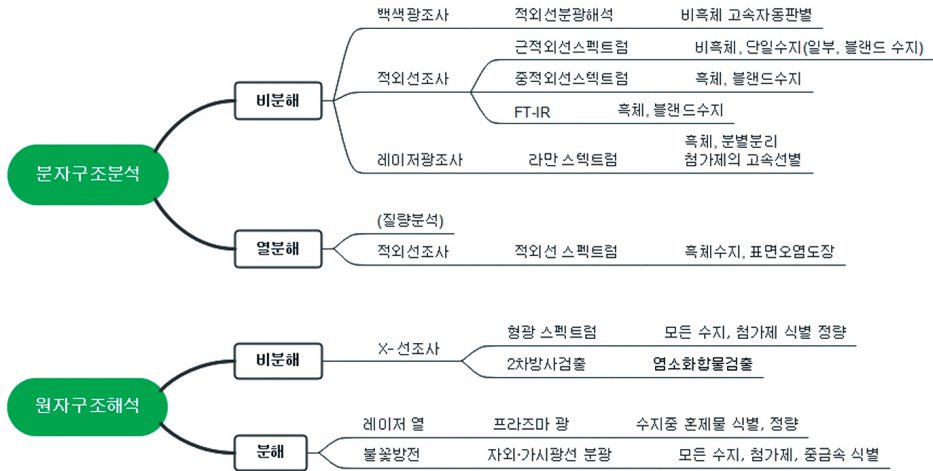 분자구조분석
비분해
백색광조사 적외선분광해석 비흑체 고속자동판별
적외선조사
근적외선스펙트럼 비흑체, 단일수지(일부, 블랜드 수지)
중적외선스텍트럼 흑체, 블랜드수지
FT-IR 흑체, 블랜드수지
레이저광조사 라만 스텍트럼 흑체, 분별분리
첨가제의 고속선별
열분해
(질량분석)
적외선조사 적외선 스펙트럼 흑체수지, 표면오염도장
원자구조해석
비분해
X-선조사
형광 스펙트럼 모든 수지, 첨가제 식별 정량
2차방사검출 염소화합물검출
분해
레이저 열 프라즈마 광 수지중 혼제물 식별, 정량
불꽃방전 자외·가시광선 분광 모든 수지, 첨가제, 중금속 식별